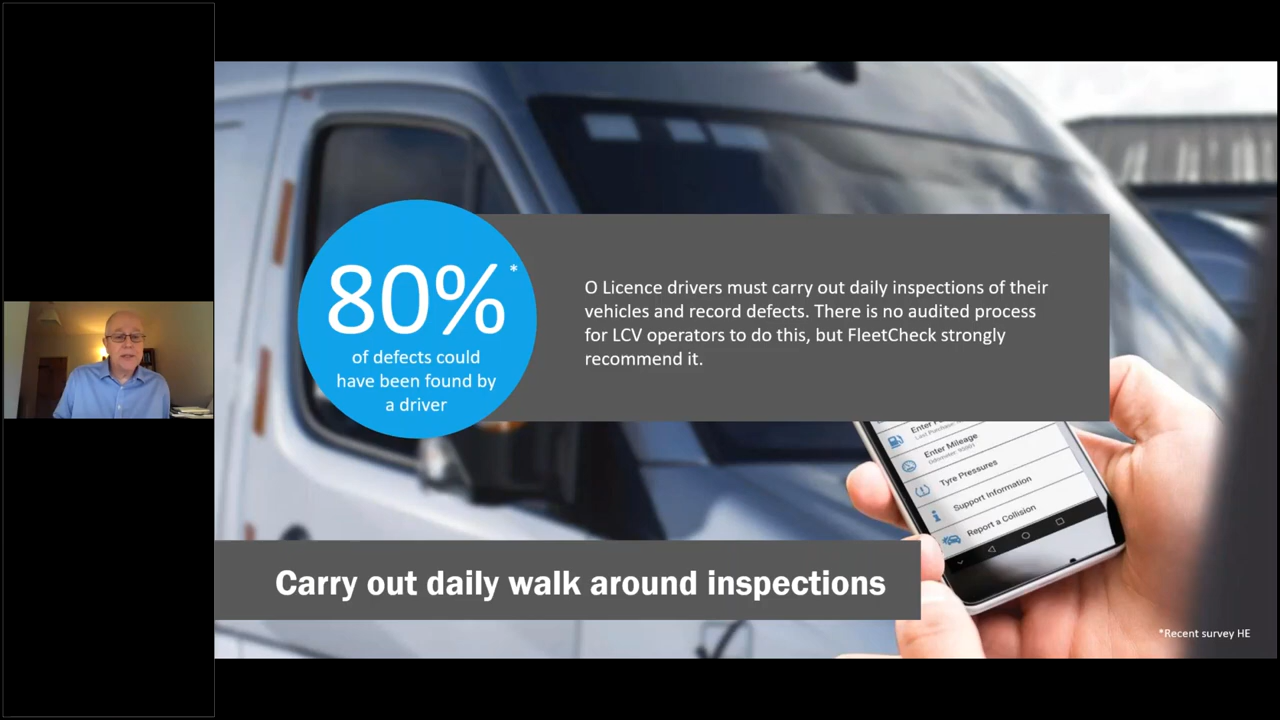 80%*
of defects could
have been found by
a driver
O Licence drivers must carry out daily inspections of their
vehicles and record defects. There is no audited process
for LCV operators to do this, but FleetCheck strongly
recommend it.
Enter
Enter Mileage
Tyre Pressures
Support Information
Report a Collision
Carry out daily walk around inspections
*Recent survey HE